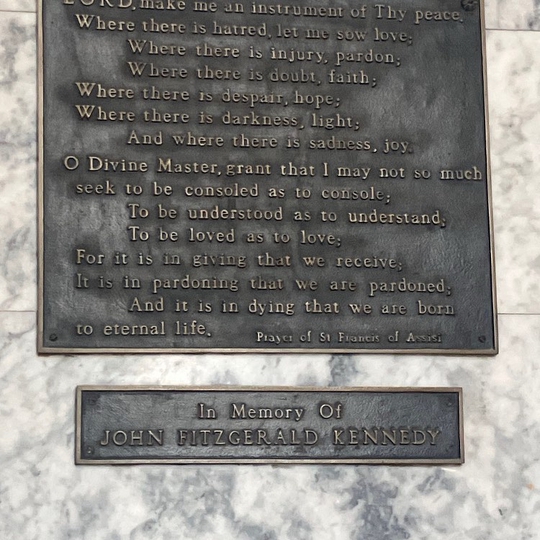 LORD, make me an instrument of Thy peace.
Where there is hatred, let me sow love;
Where there is injury, pardon;
Where there is doubt, faith;
Where there is despair, hope;
Where there is darkness, light;
And where there is sadness, joy.
O Divine Master, grant that I may not so much
seek to be consoled as to console;
To be understood as to understand;
To be loved as to love;
For it is in giving that we receive;
It is in pardoning that we are pardoned;
And it is in dying that we are born
to eternal life. Prayer of St Francis of Assisi
In Memory Of
JOHN FITZGERALD KENNEDY